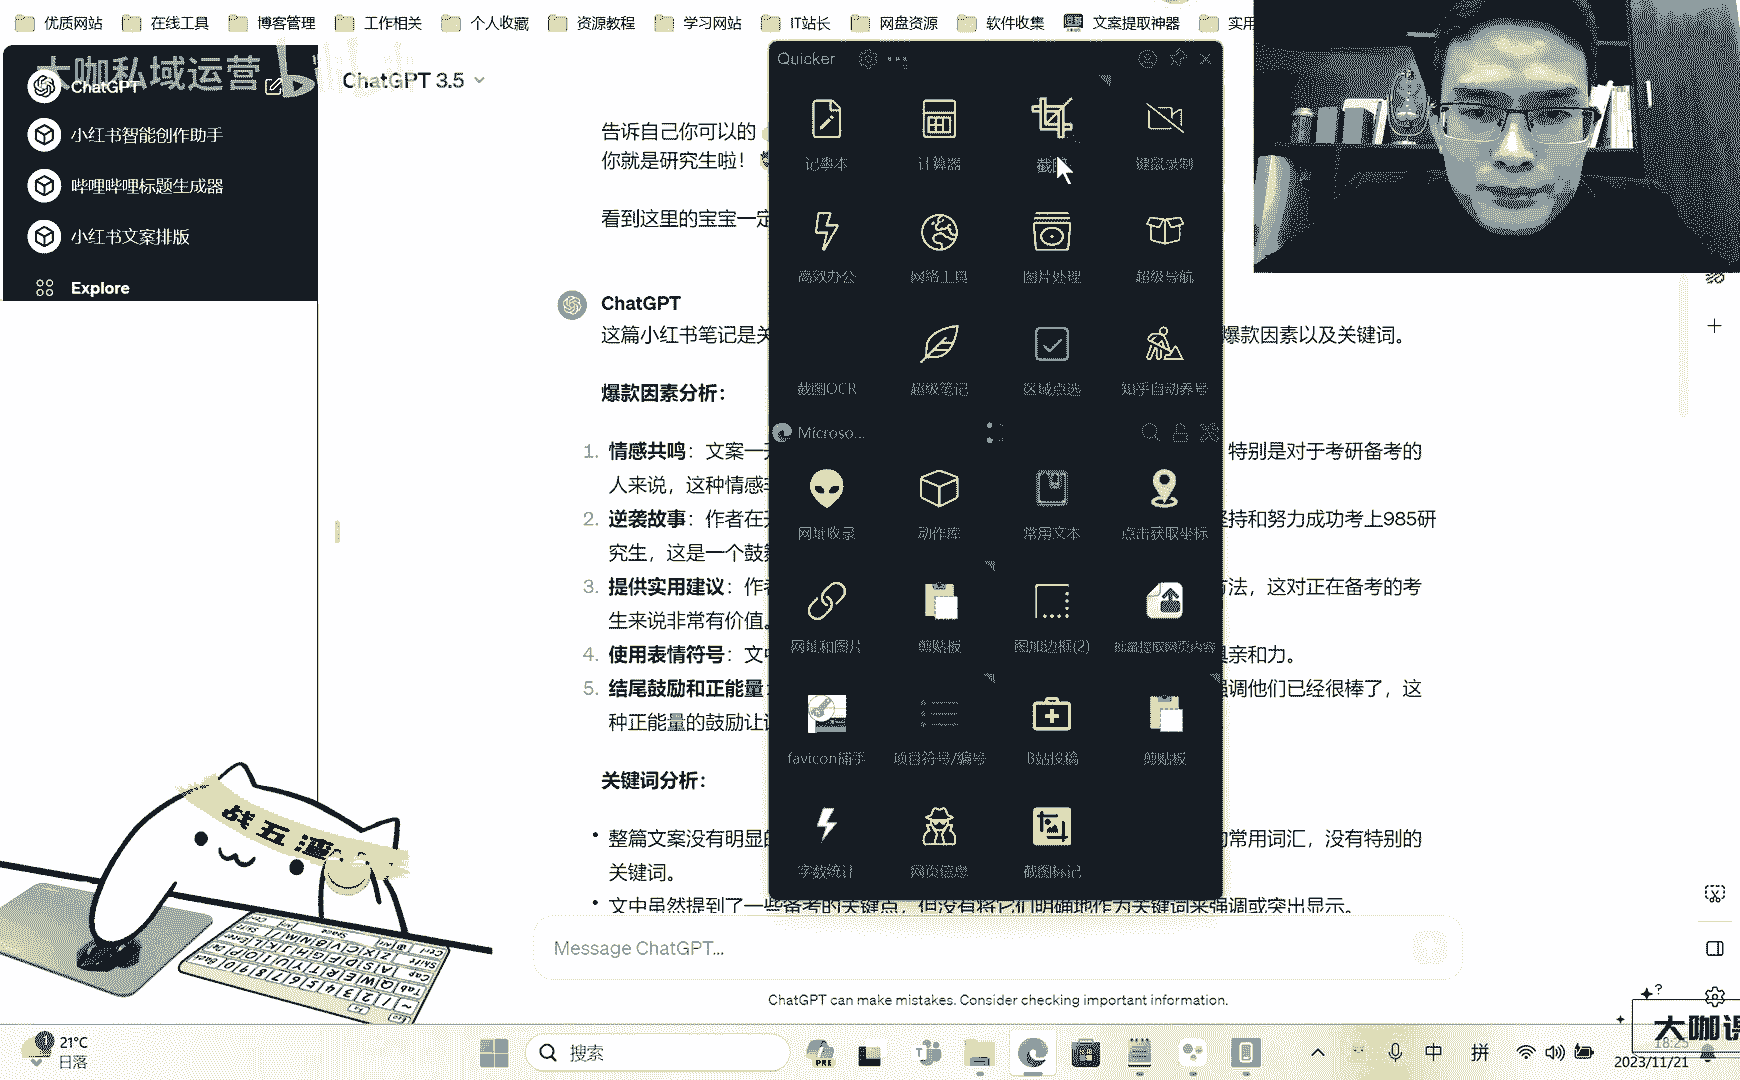 优质网站 在线工具 博客管理 工作相关 个人收藏 资源教程 学习网站 IT站长 网盘资源 软件收集 文案提取神器 实用
大咖私域运营
ChatGPT
小红书智能创作助手
哔哩哔哩标题生成器
小红书文案排版
Explore
ChatGPT 3.5
告诉自己你可以的
你就是研究生啦！
看到这里的宝宝一定
ChatGPT
这篇小红书笔记是关
爆款因素以及关键词。
爆款因素分析：
1. 情感共鸣：文案一开
特别是对于考研备考的
人来说，这种情感
2. 逆袭故事：作者在
坚持和努力成功考上985研
究生，这是一个鼓
3. 提供实用建议：作者
方法，这对正在备考的考
生来说非常有价值。
4. 使用表情符号：文中
亲和力。
5. 结尾鼓励和正能量：
强调他们已经很棒了，这
种正能量的鼓励让
关键词分析：
• 整篇文案没有明显的
常用词汇，没有特别的
关键词。
• 文中虽然提到了一些备考的关键点，但没有将它们明确地作为关键词来强调或突出显示。
Message ChatGPT...
ChatGPT can make mistakes. Consider checking important information.
Quicker
记事本 计算器 截图 键鼠录制
高效办公 网络工具 图片处理 超级导航
截图OCR 超级笔记 区域点选 知乎自动养号
Microso...
网址收录 动作库 常用文本 点击获取坐标
网址和图片 剪贴板 图加边框(2) 批量提取网页内容
favicon捕手 项目符号/编号 B站投稿 剪贴板
字数统计 网页信息 截图标记
战五渣
大咖课
21°C
日落
搜索
PRE
中 拼
18:25
2023/11/21